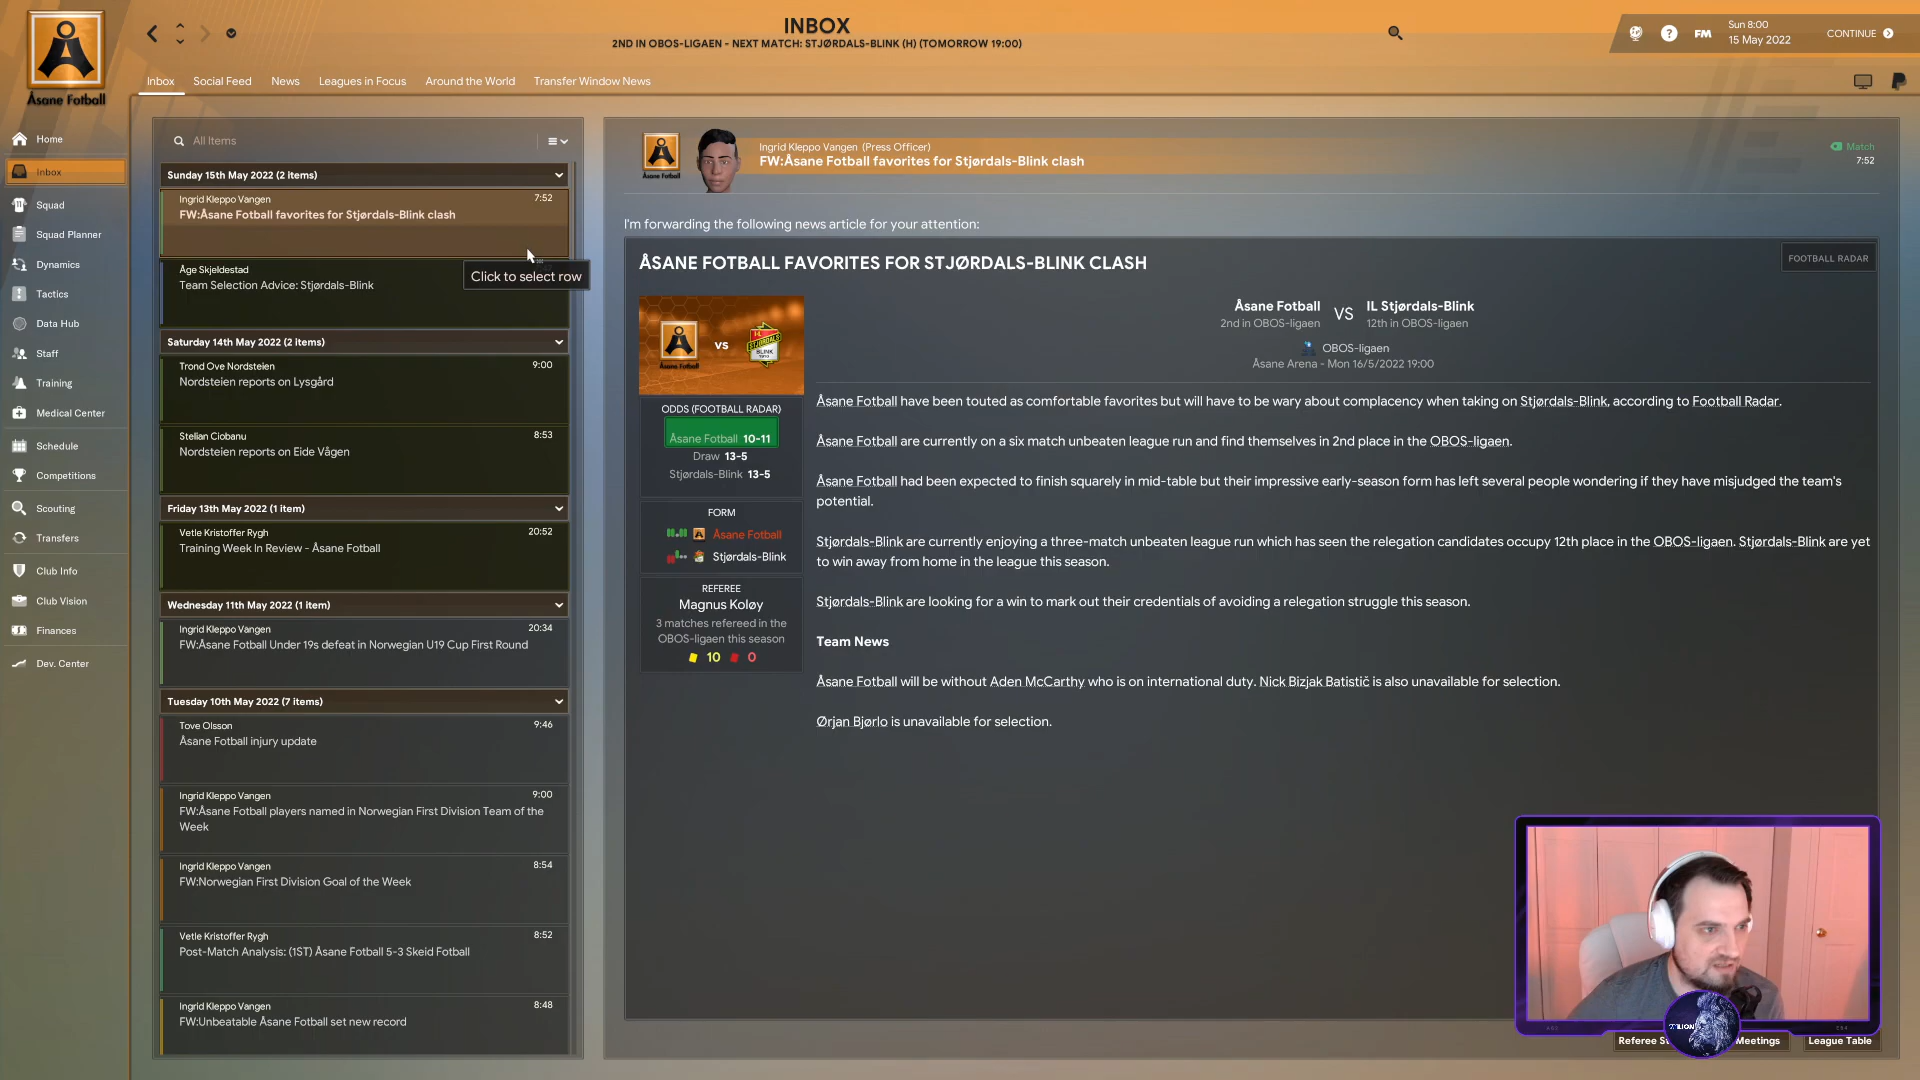 INBOX
2ND IN OBOS-LIGAEN - NEXT MATCH: STJØRDALS-BLINK (H) (TOMORROW 19:00)
FM
Sun 8:00
15 May 2022
CONTINUE
Åsane Fotball
Inbox
Social Feed
News
Leagues in Focus
Around the World
Transfer Window News
Home
Inbox
Squad
Squad Planner
Dynamics
Tactics
Data Hub
Staff
Training
Medical Center
Schedule
Competitions
Scouting
Transfers
Club Info
Club Vision
Finances
Dev. Center
All Items
Sunday 15th May 2022 (2 items)
Ingrid Kleppo Vangen 7:52
FW:Åsane Fotball favorites for Stjørdals-Blink clash
Åge Skjeldestad
Team Selection Advice: Stjørdals-Blink
Click to select row
Saturday 14th May 2022 (2 items)
Trond Ove Nordsteien 9:00
Nordsteien reports on Lysgård
Stelian Ciobanu 8:53
Nordsteien reports on Eide Vågen
Friday 13th May 2022 (1 item)
Vetle Kristoffer Rygh 20:52
Training Week In Review - Åsane Fotball
Wednesday 11th May 2022 (1 item)
Ingrid Kleppo Vangen 20:34
FW:Åsane Fotball Under 19s defeat in Norwegian U19 Cup First Round
Tuesday 10th May 2022 (7 items)
Tove Olsson 9:46
Åsane Fotball injury update
Ingrid Kleppo Vangen 9:00
FW:Åsane Fotball players named in Norwegian First Division Team of the
Week
Ingrid Kleppo Vangen 8:54
FW:Norwegian First Division Goal of the Week
Vetle Kristoffer Rygh 8:52
Post-Match Analysis: (1ST) Åsane Fotball 5-3 Skeid Fotball
Ingrid Kleppo Vangen 8:48
FW:Unbeatable Åsane Fotball set new record
Åsane Fotball
Ingrid Kleppo Vangen (Press Officer)
FW:Åsane Fotball favorites for Stjørdals-Blink clash
Match
7:52
I'm forwarding the following news article for your attention:
ÅSANE FOTBALL FAVORITES FOR STJØRDALS-BLINK CLASH
FOOTBALL RADAR
Åsane Fotball VS IL Stjørdals-Blink
2nd in OBOS-ligaen 12th in OBOS-ligaen
OBOS-ligaen
Åsane Arena - Mon 16/5/2022 19:00
VS
Åsane Fotball
STJØRDALS
BLINK
ODDS (FOOTBALL RADAR)
Åsane Fotball 10-11
Draw 13-5
Stjørdals-Blink 13-5
FORM
Åsane Fotball
Stjørdals-Blink
REFEREE
Magnus Koløy
3 matches refereed in the
OBOS-ligaen this season
10 0
Åsane Fotball have been touted as comfortable favorites but will have to be wary about complacency when taking on Stjørdals-Blink, according to Football Radar.
Åsane Fotball are currently on a six match unbeaten league run and find themselves in 2nd place in the OBOS-ligaen.
Åsane Fotball had been expected to finish squarely in mid-table but their impressive early-season form has left several people wondering if they have misjudged the team's
potential.
Stjørdals-Blink are currently enjoying a three-match unbeaten league run which has seen the relegation candidates occupy 12th place in the OBOS-ligaen. Stjørdals-Blink are yet
to win away from home in the league this season.
Stjørdals-Blink are looking for a win to mark out their credentials of avoiding a relegation struggle this season.
Team News
Åsane Fotball will be without Aden McCarthy who is on international duty. Nick Bizjak Batistič is also unavailable for selection.
Ørjan Bjørlo is unavailable for selection.
Referee
Meetings
League Table